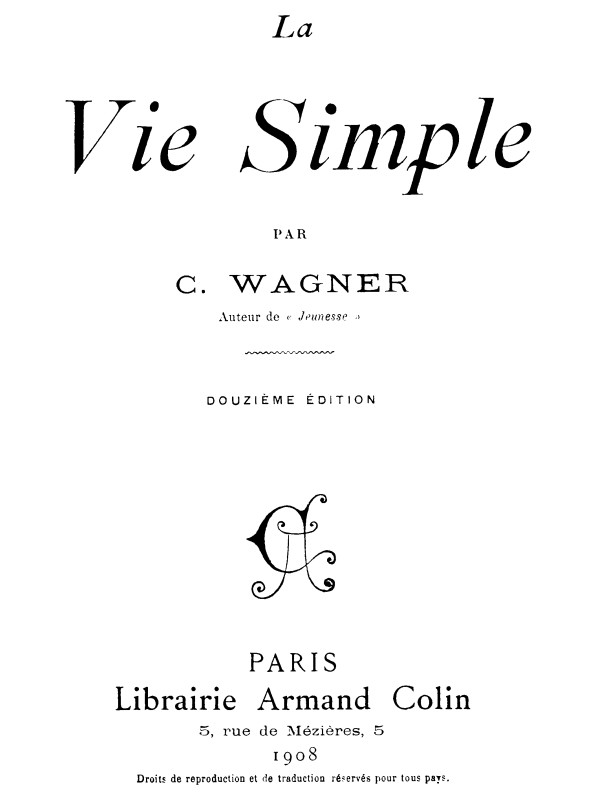 La
Vie Simple
PAR
C. WAGNER
Auteur de « Jeunesse »
DOUZIÈME ÉDITION
PARIS
Librairie Armand Colin
5, rue de Mézières, 5
1908
Droits de reproduction et de traduction réservés pour tous pays.